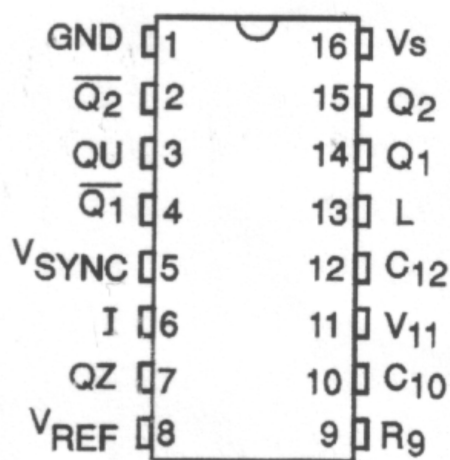 GND 1 16 Vs
Q̅2̅ 2 15 Q2
QU 3 14 Q1
Q̅1̅ 4 13 L
VSYNC 5 12 C12
I 6 11 V11
QZ 7 10 C10
VREF 8 9 R9